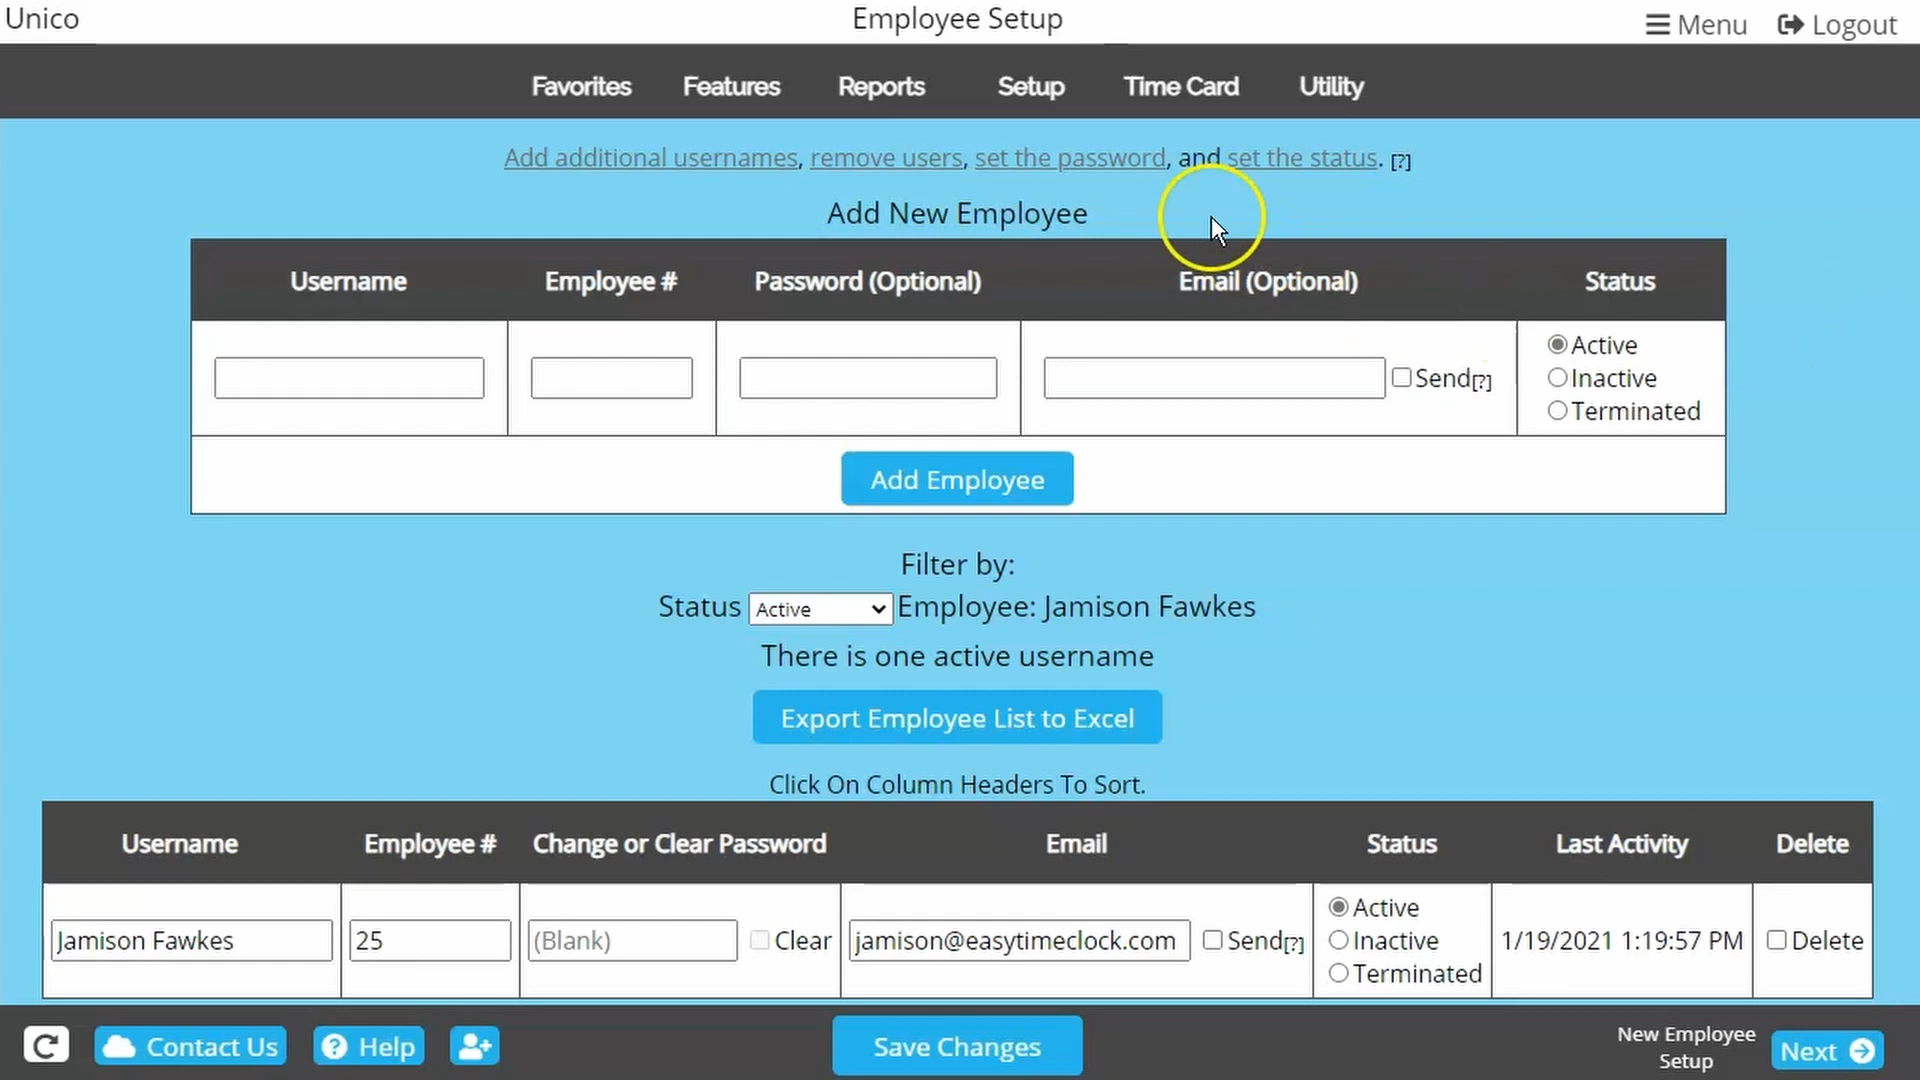 Unico
Employee Setup
Menu
Logout
Favorites
Features
Reports
Setup
Time Card
Utility
Add additional usernames, remove users, set the password, and set the status. [?]
Add New Employee
Username
Employee #
Password (Optional)
Email (Optional)
Status
Send[?]
Active
Inactive
Terminated
Add Employee
Filter by:
Status Active Employee: Jamison Fawkes
There is one active username
Export Employee List to Excel
Click On Column Headers To Sort.
Username
Employee #
Change or Clear Password
Email
Status
Last Activity
Delete
Jamison Fawkes
25
(Blank)
Clear
jamison@easytimeclock.com
Send[?]
Active
Inactive
Terminated
1/19/2021 1:19:57 PM
Delete
Contact Us
Help
Save Changes
New Employee
Setup
Next